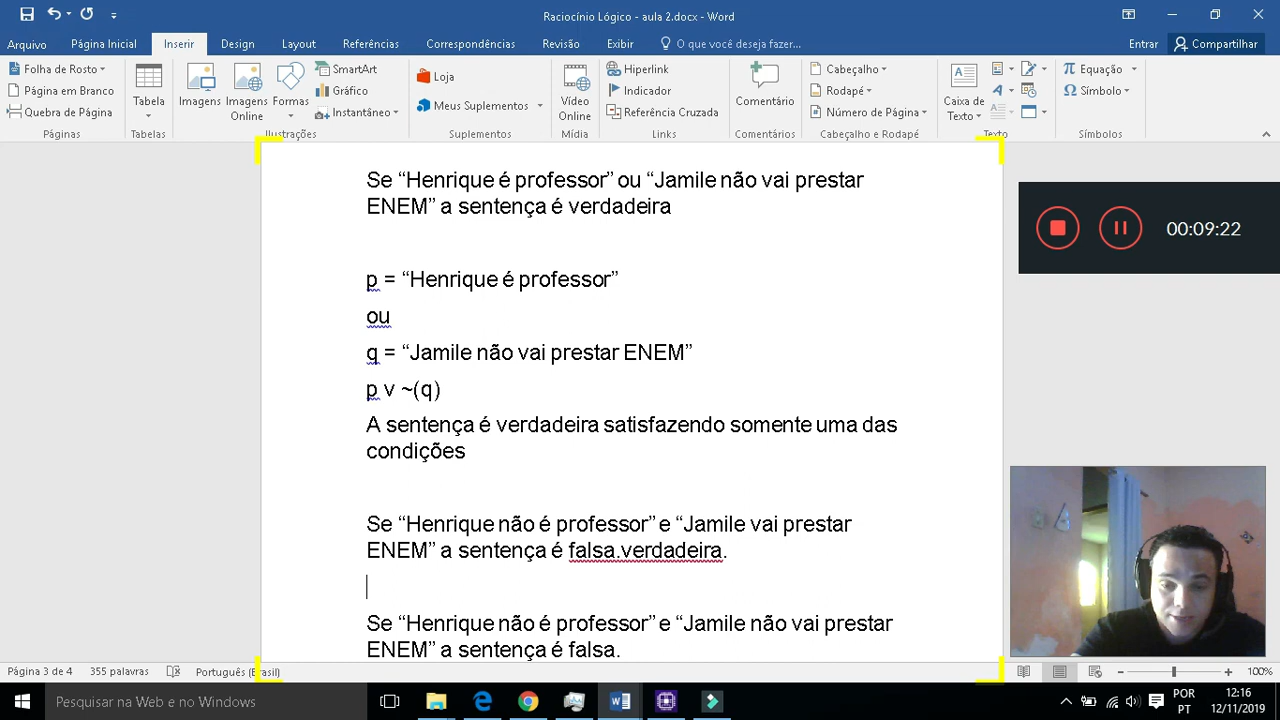 Raciocínio Lógico - aula 2.docx - Word
Arquivo Página Inicial Inserir Design Layout Referências Correspondências Revisão Exibir O que você deseja fazer... Entrar Compartilhar
Folha de Rosto
Página em Branco
Quebra de Página
Páginas
Tabela
Tabelas
Imagens
Imagens Online
Formas
SmartArt
Gráfico
Instantâneo
Ilustrações
Loja
Meus Suplementos
Suplementos
Vídeo Online
Mídia
Hiperlink
Indicador
Referência Cruzada
Links
Comentário
Comentários
Cabeçalho
Rodapé
Número de Página
Cabeçalho e Rodapé
Caixa de Texto
Texto
Equação
Símbolo
Símbolos
Se “Henrique é professor” ou “Jamile não vai prestar
ENEM” a sentença é verdadeira
p = “Henrique é professor”
ou
q = “Jamile não vai prestar ENEM”
p v ~(q)
A sentença é verdadeira satisfazendo somente uma das
condições
Se “Henrique não é professor” e “Jamile vai prestar
ENEM” a sentença é falsa.verdadeira.
Se “Henrique não é professor” e “Jamile não vai prestar
ENEM” a sentença é falsa.
00:09:22
Página 3 de 4 355 palavras Português (Brasil) 100%
Pesquisar na Web e no Windows
POR
PT
12:16
12/11/2019